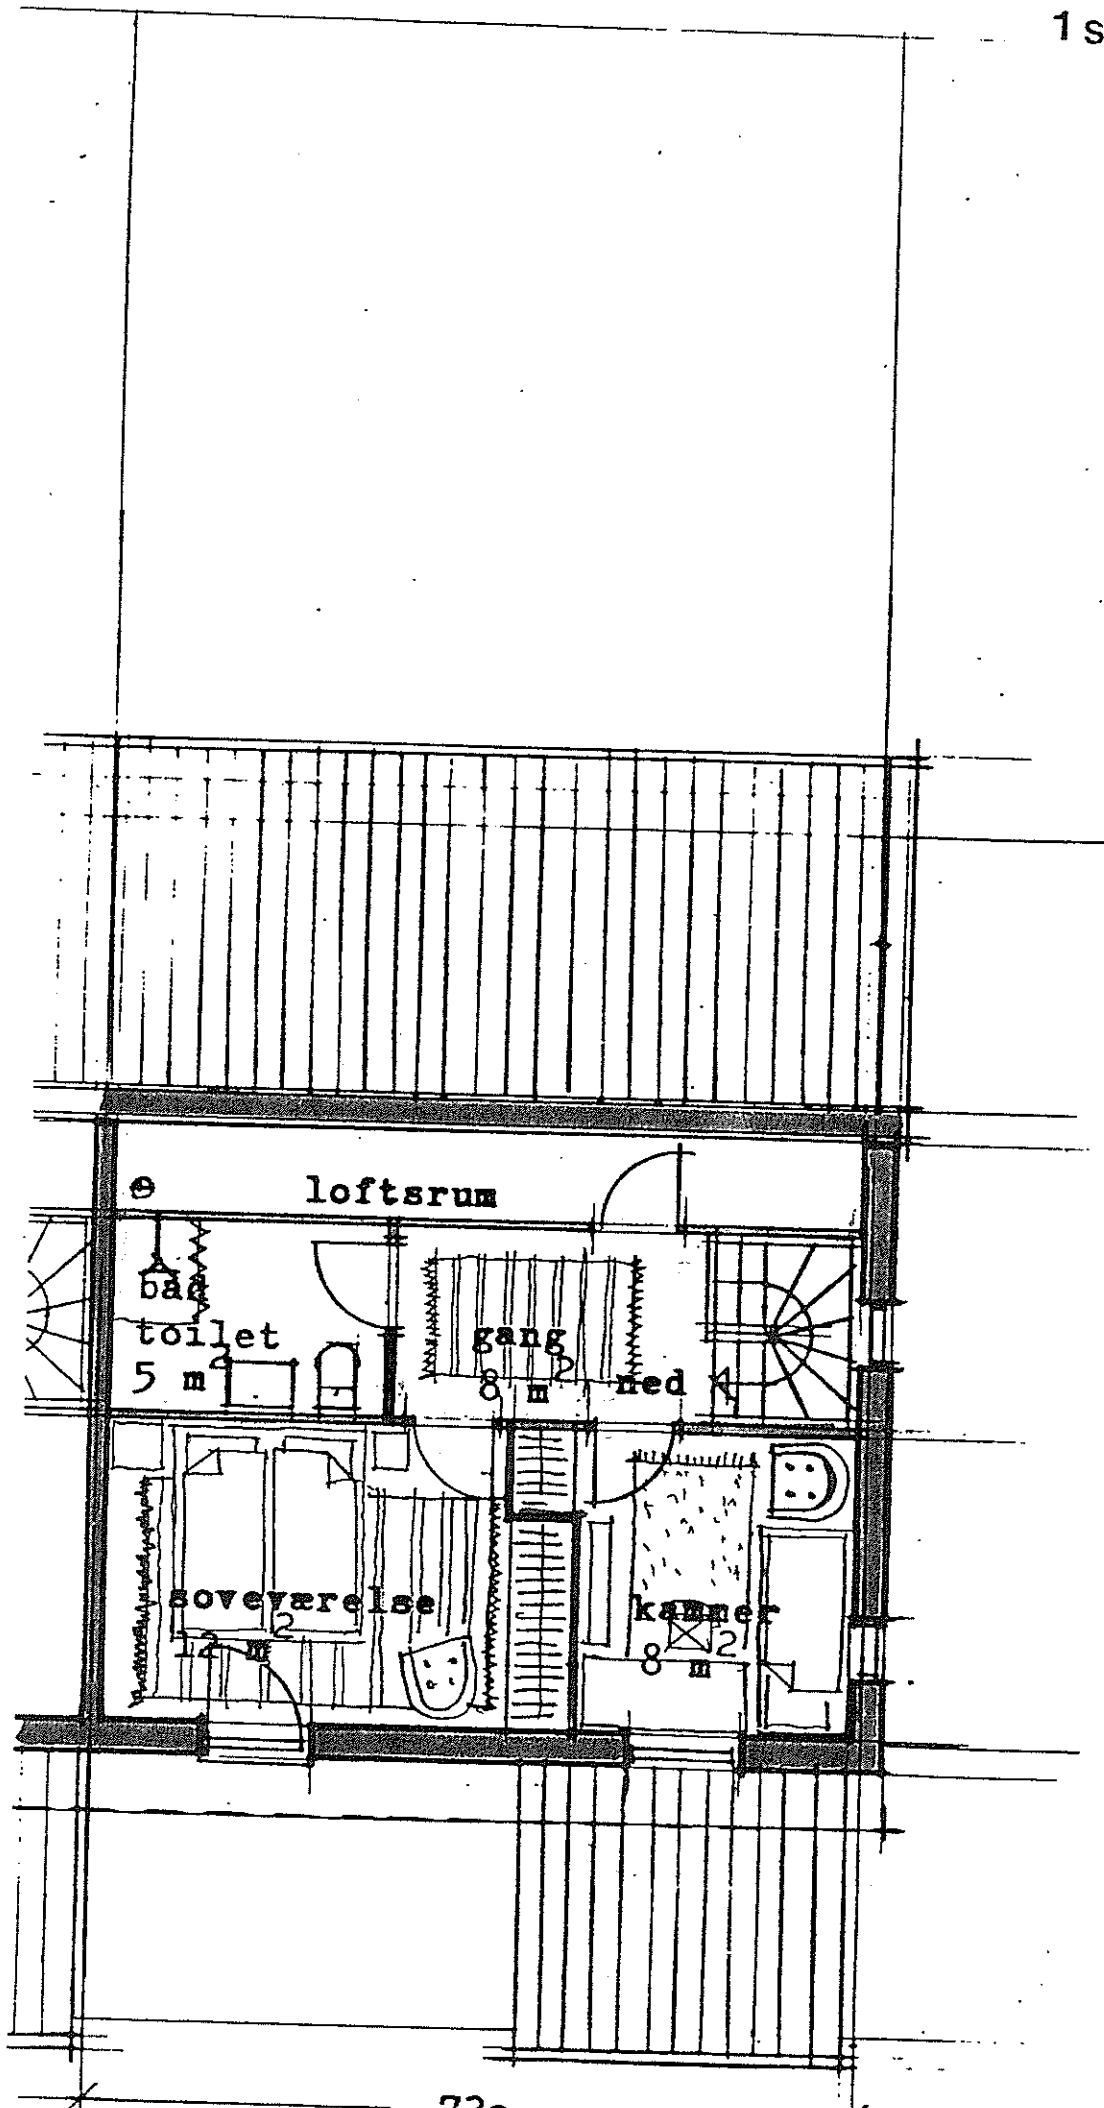 1 s
loftsrum
bad
toilet
5 m²
gang
8 m²
ned
soveværelse
12 m²
kammer
8 m²